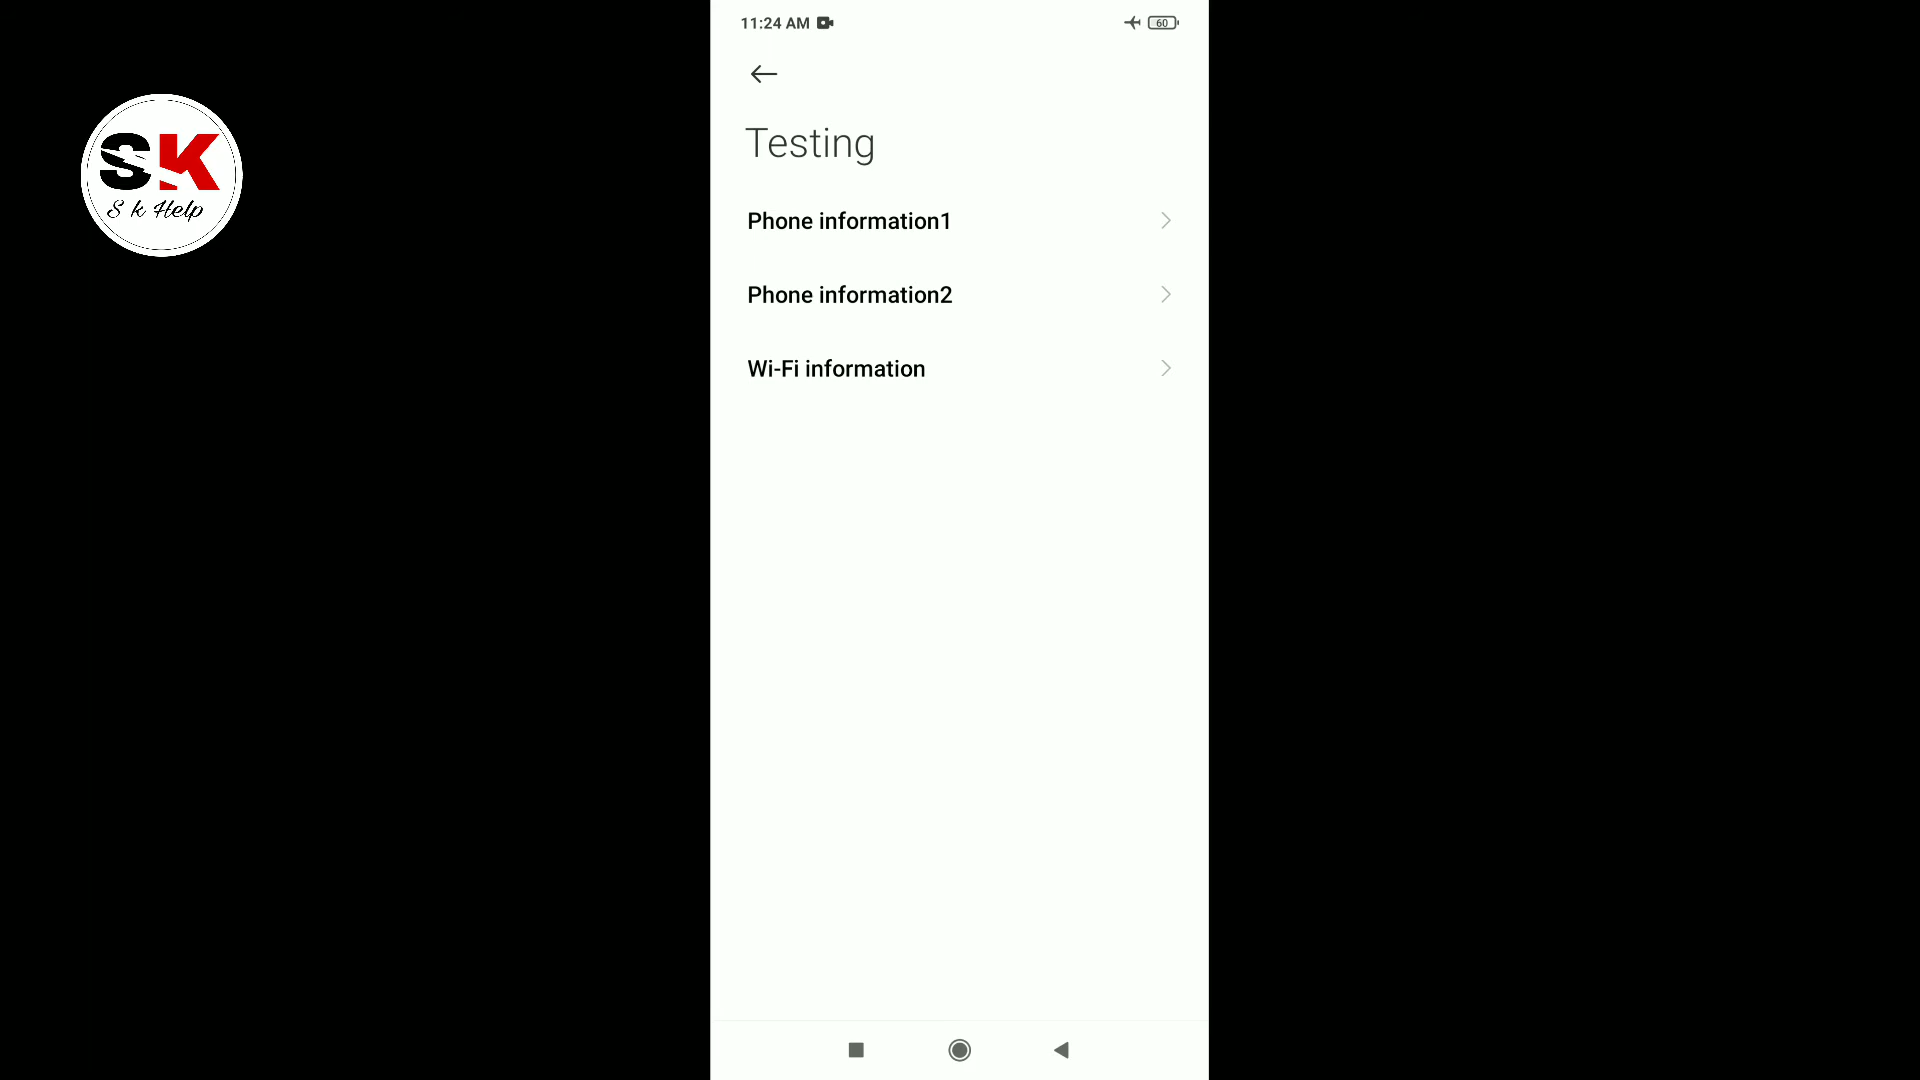 11:24 AM
60
SK
S k Help
Testing
Phone information1
Phone information2
Wi-Fi information